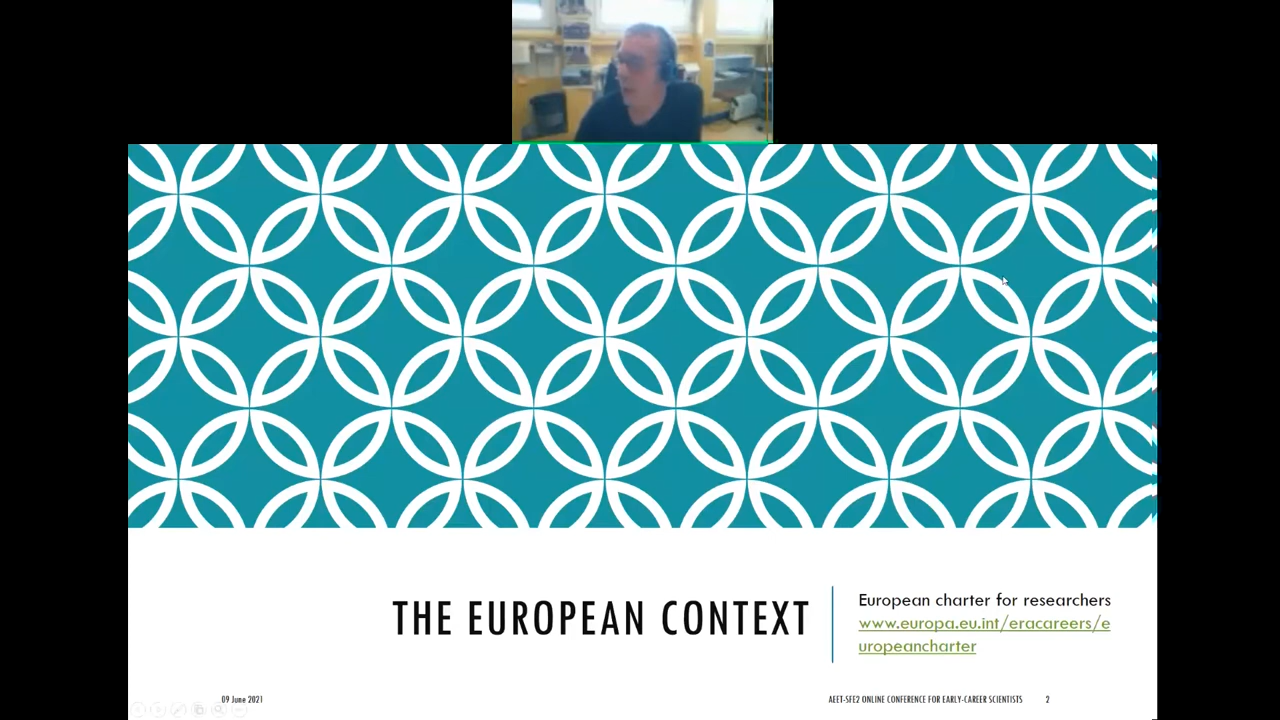 THE EUROPEAN CONTEXT
European charter for researchers
www.europa.eu.int/eracareers/e
uropeancharter
09 June 2021
AEET-SFE2 ONLINE CONFERENCE FOR EARLY-CAREER SCIENTISTS
2